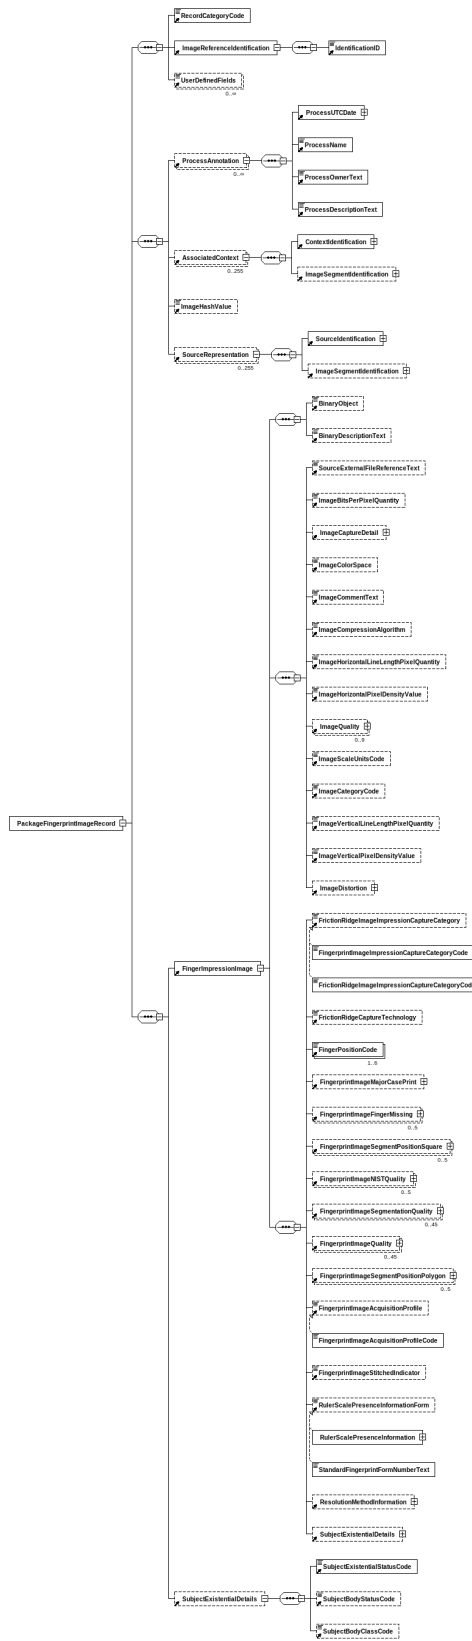 RecordCategoryCode
ImageReferenceIdentification
IdentificationID
UserDefinedFields
0..∞
ProcessUTCDate
ProcessName
ProcessAnnotation
0..∞
ProcessOwnerText
ProcessDescriptionText
ContextIdentification
AssociatedContext
0..255
ImageSegmentIdentification
ImageHashValue
SourceIdentification
SourceRepresentation
0..255
ImageSegmentIdentification
BinaryObject
BinaryDescriptionText
SourceExternalFileReferenceText
ImageBitsPerPixelQuantity
ImageCaptureDetail
ImageColorSpace
ImageCommentText
ImageCompressionAlgorithm
ImageHorizontalLineLengthPixelQuantity
ImageHorizontalPixelDensityValue
ImageQuality
0..9
ImageScaleUnitsCode
ImageCategoryCode
PackageFingerprintImageRecord
ImageVerticalLineLengthPixelQuantity
ImageVerticalPixelDensityValue
ImageDistortion
FrictionRidgeImageImpressionCaptureCategory
FingerprintImageImpressionCaptureCategoryCode
FingerImpressionImage
FrictionRidgeImageImpressionCaptureCategoryCod
FrictionRidgeCaptureTechnology
FingerPositionCode
1..6
FingerprintImageMajorCasePrint
FingerprintImageFingerMissing
0..5
FingerprintImageSegmentPositionSquare
0..5
FingerprintImageNISTQuality
0..5
FingerprintImageSegmentationQuality
0..45
FingerprintImageQuality
0..45
FingerprintImageSegmentPositionPolygon
0..5
FingerprintImageAcquisitionProfile
FingerprintImageAcquisitionProfileCode
FingerprintImageStitchedIndicator
RulerScalePresenceInformationForm
RulerScalePresenceInformation
StandardFingerprintFormNumberText
ResolutionMethodInformation
SubjectExistentialDetails
SubjectExistentialStatusCode
SubjectExistentialDetails
SubjectBodyStatusCode
SubjectBodyClassCode